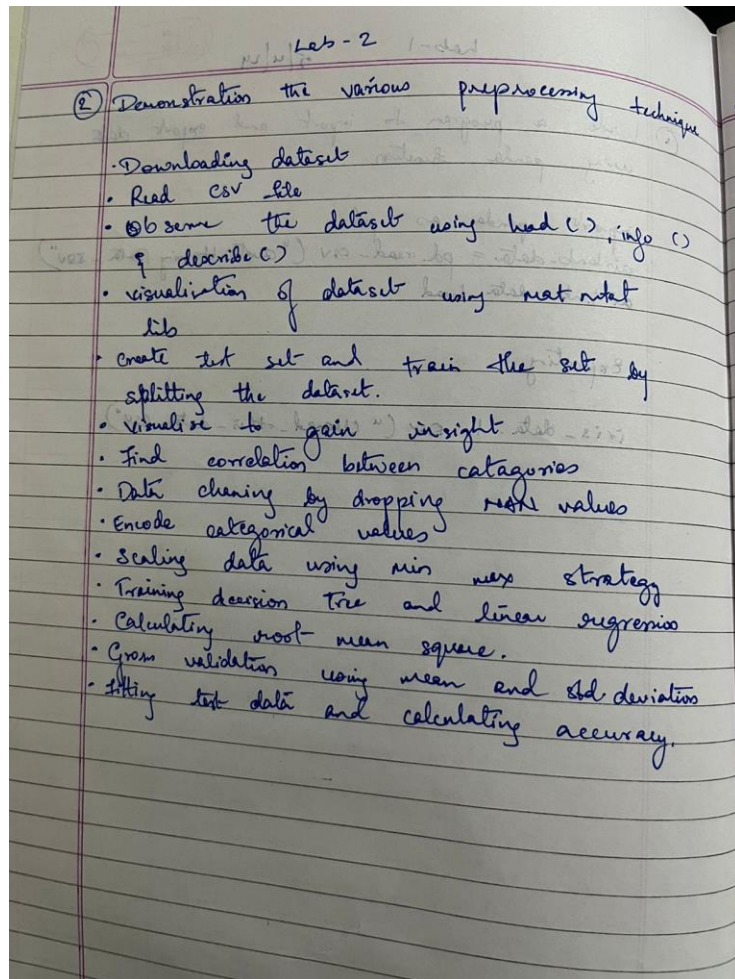 Lab-2
② Demonstration the various preprocessing technique
· Downloading dataset
· Read csv file
· Observe the dataset using head(), info()
& describe()
· visualization of dataset using
lib
· create test set and train the set by
splitting the dataset.
· visualise to gain insight
· Find correlation between catagories
· Data cleaning by dropping NAN values
· Encode categorical values
· Scaling data using min max strategy
· Training decision Tree and linear regression
· Calculating root mean square.
· Cross validation using mean and std deviation
· fitting test data and calculating accuracy.